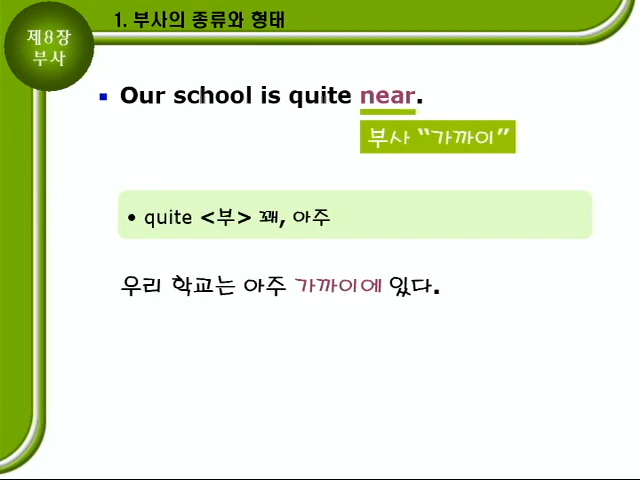 제8장
부사
1. 부사의 종류와 형태
Our school is quite near.
부사 “가까이”
• quite <부> 꽤, 아주
우리 학교는 아주 가까이에 있다.